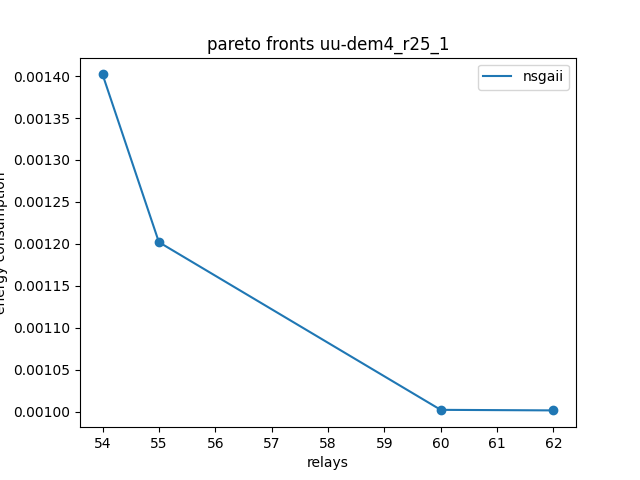 pareto fronts uu-dem4_r25_1
nsgaii
0.00140
0.00135
0.00130
0.00125
0.00120
0.00115
0.00110
0.00105
0.00100
energy consumption
54 55 56 57 58 59 60 61 62
relays